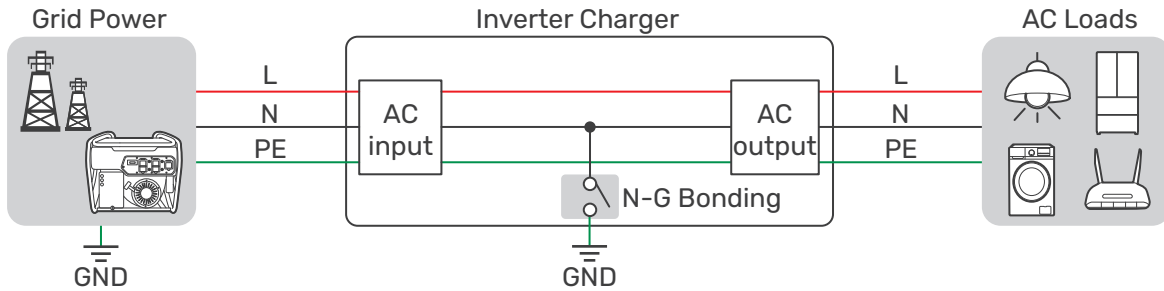 Grid Power
Inverter Charger
AC Loads
L
L
N
AC
AC
N
input
output
PE
PE
N-G Bonding
GND
GND